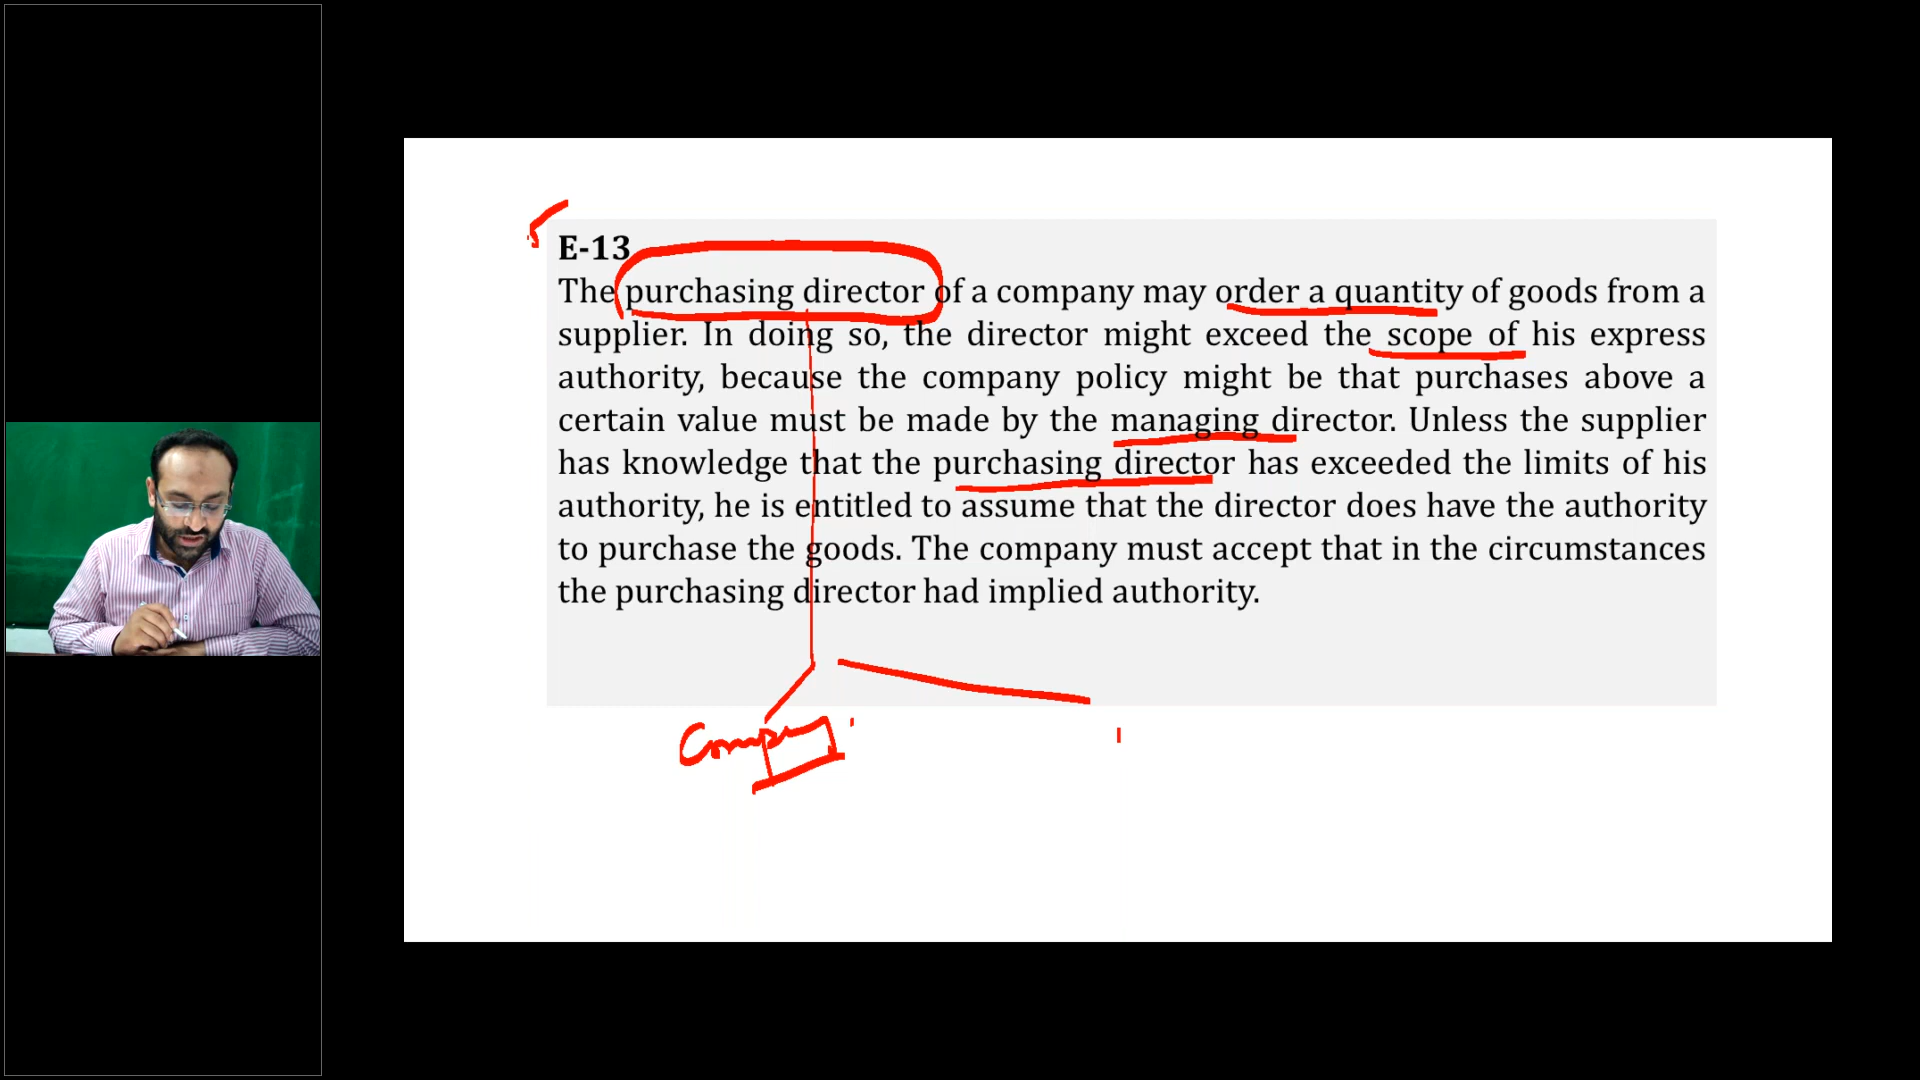 E-13
The purchasing director of a company may order a quantity of goods from a
supplier. In doing so, the director might exceed the scope of his express
authority, because the company policy might be that purchases above a
certain value must be made by the managing director. Unless the supplier
has knowledge that the purchasing director has exceeded the limits of his
authority, he is entitled to assume that the director does have the authority
to purchase the goods. The company must accept that in the circumstances
the purchasing director had implied authority.
Company